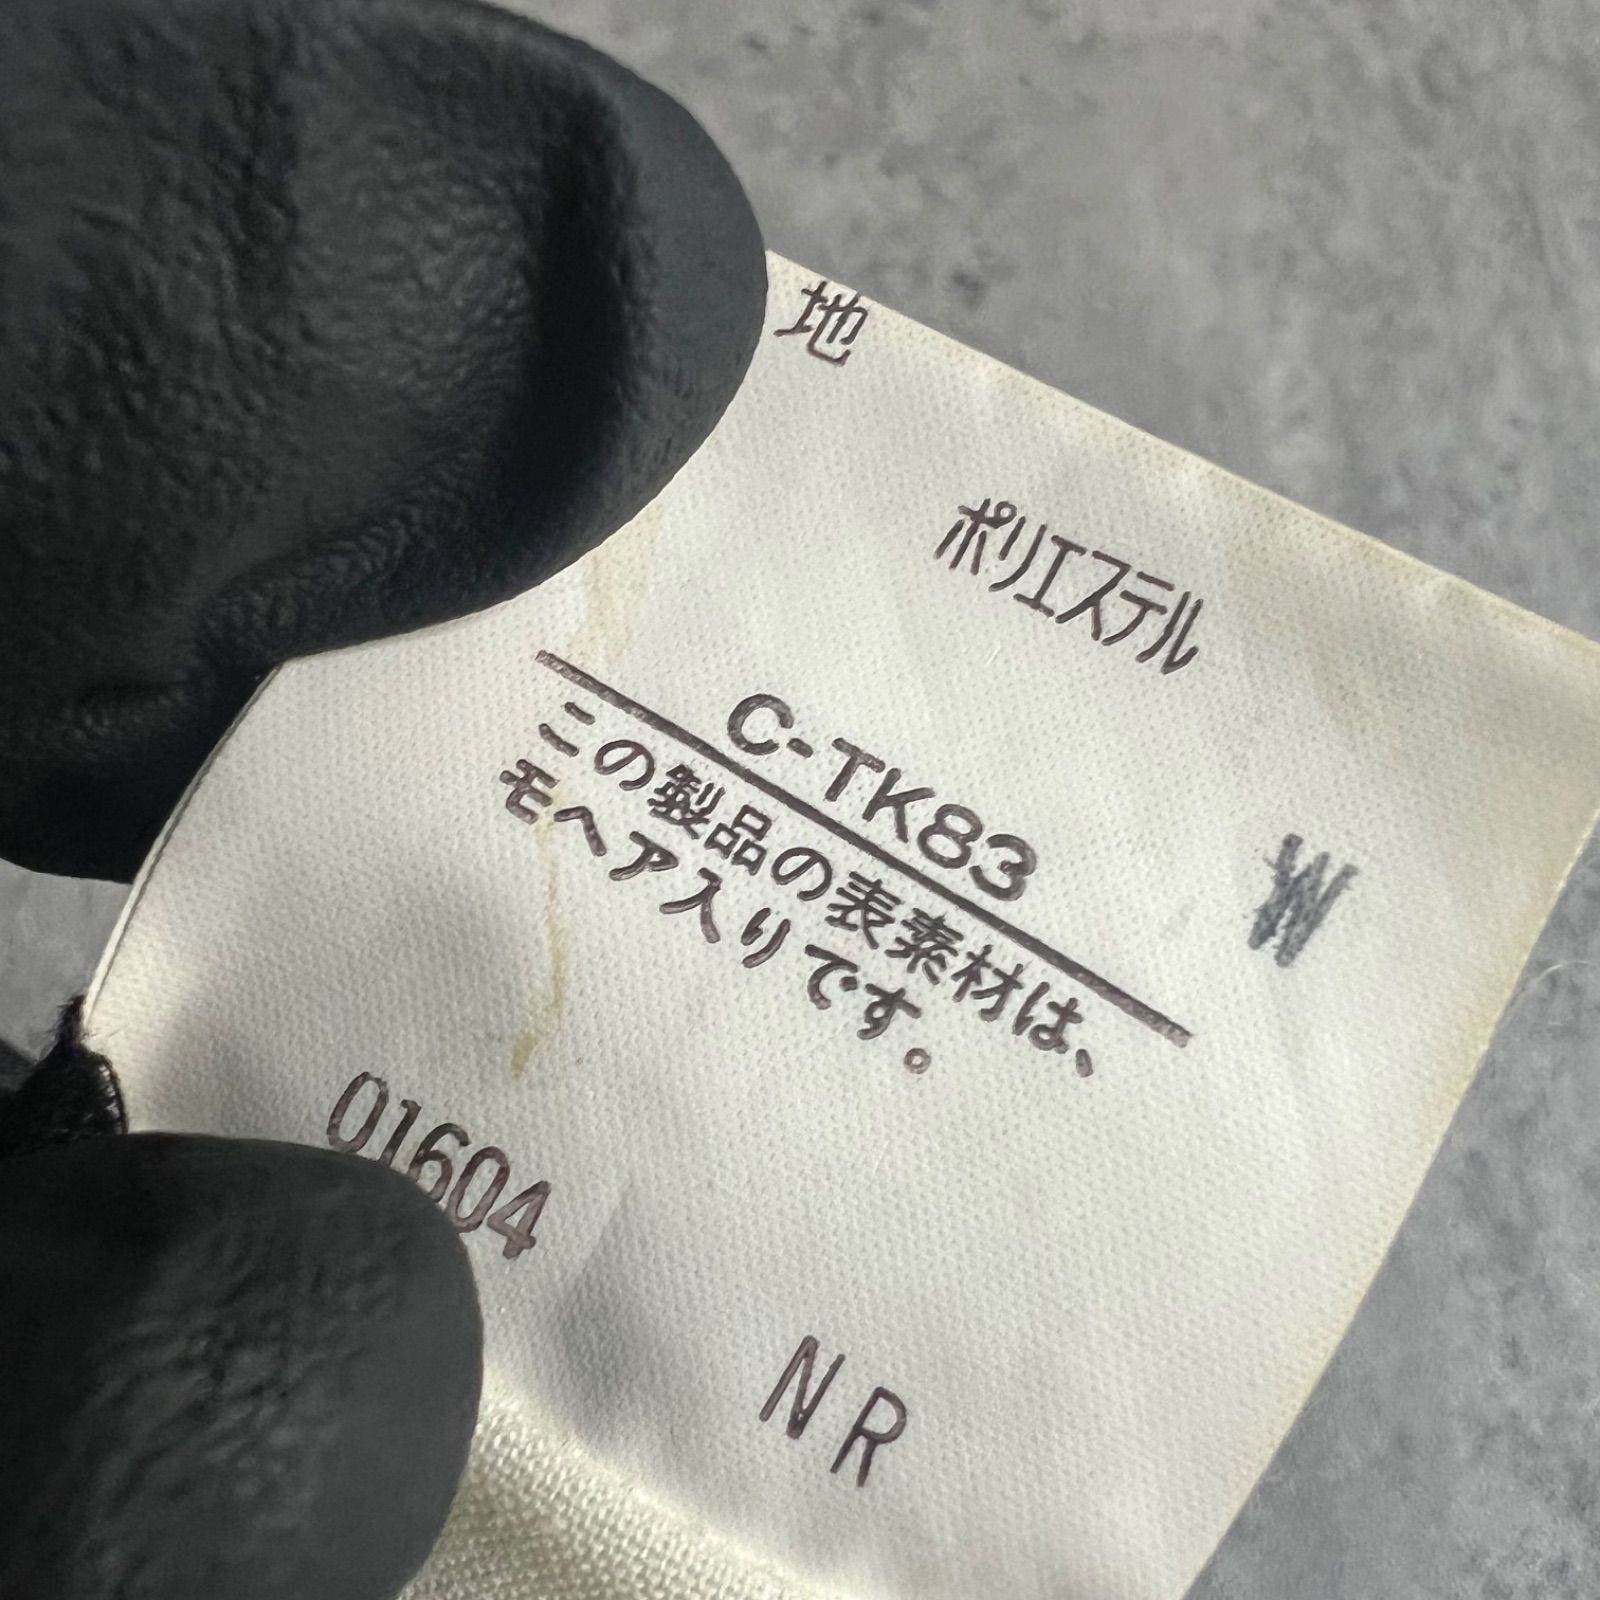 地
ポリエステル
C-TK83
この製品の表素材は、
モヘア入りです。
01604
NR